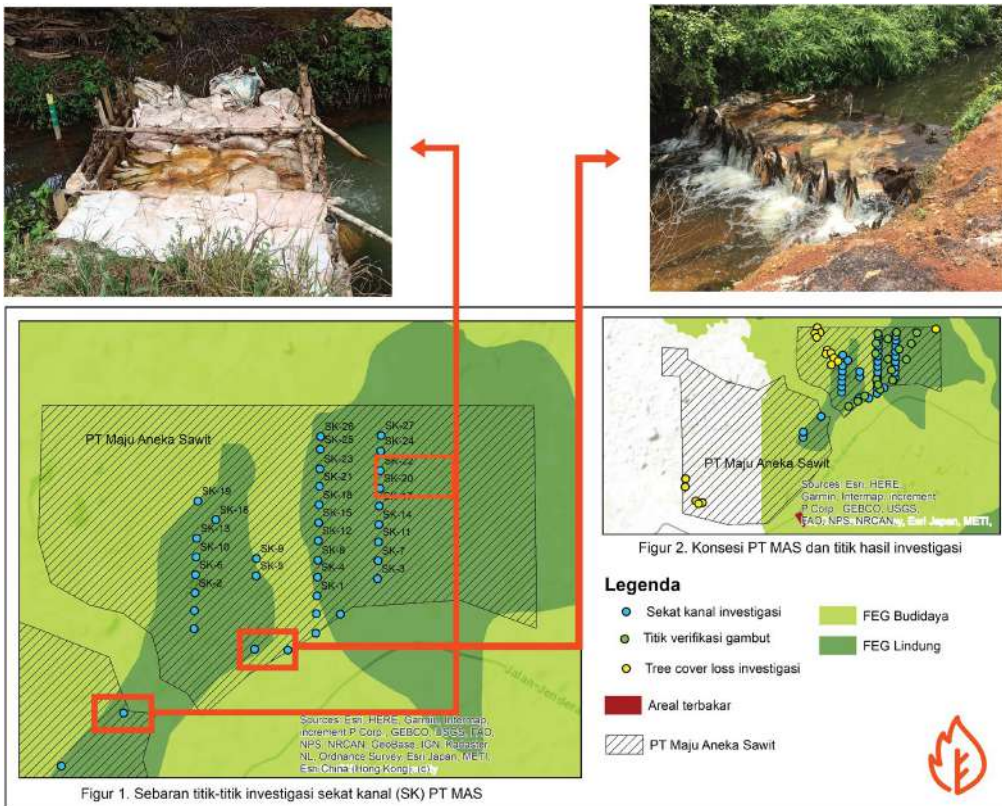 PT Maju Aneka Sawit
SK-26
SK-25
SK-23
SK-21
SK-18
SK-15
SK-12
SK-8
SK-4
SK-1
SK-27
SK-24
SK-22
SK-20
SK-14
SK-11
SK-7
SK-3
SK-19
SK-16
SK-13
SK-10
SK-6
SK-2
SK-9
SK-5
Sources: Esri, HERE, Garmin, Intermap,
increment P Corp., GEBCO, USGS, FAO,
NPS, NRCAN, GeoBase, IGN, Kadaster
NL, Ordnance Survey, Esri Japan, METI,
Esri China (Hong Kong), (c)
Figur 1. Sebaran titik-titik investigasi sekat kanal (SK) PT MAS
PT Maju Aneka Sawit
Sources: Esri, HERE,
Garmin, Intermap, increment
P Corp., GEBCO, USGS,
FAO, NPS, NRCAN, Esri Japan, METI,
Figur 2. Konsesi PT MAS dan titik hasil investigasi
Legenda
Sekat kanal investigasi
Titik verifikasi gambut
Tree cover loss investigasi
Areal terbakar
PT Maju Aneka Sawit
FEG Budidaya
FEG Lindung